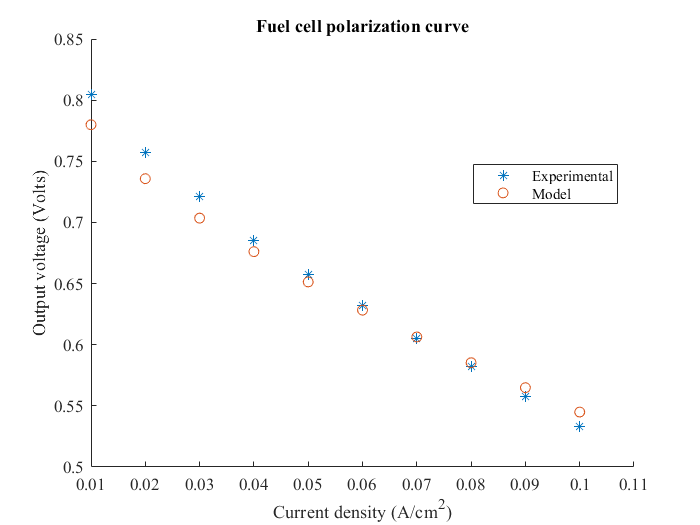 Fuel cell polarization curve
0.85
0.8
0.75
0.7
0.65
0.6
0.55
0.5
Output voltage (Volts)
Experimental
Model
0.01 0.02 0.03 0.04 0.05 0.06 0.07 0.08 0.09 0.1 0.11
Current density (A/cm²)